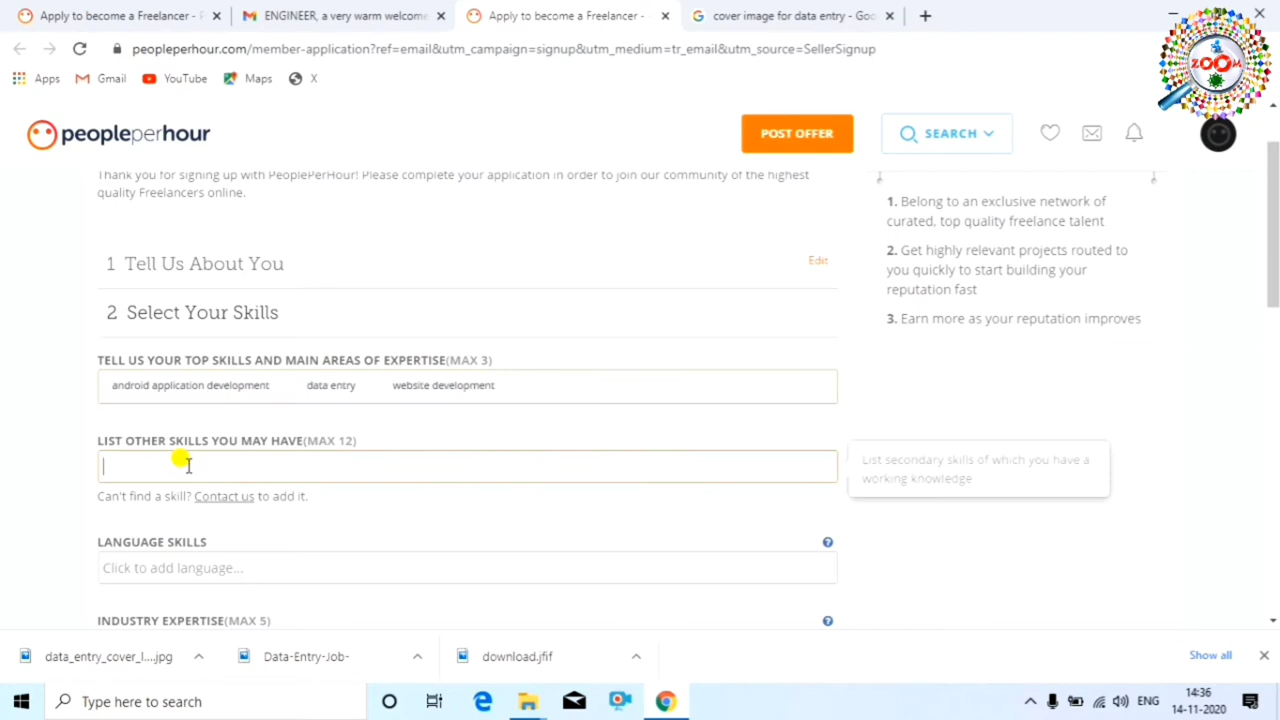 Apply to become a Freelancer - P
ENGINEER, a very warm welcome
Apply to become a Freelancer -
cover image for data entry - Goo
peopleperhour.com/member-application?ref=email&utm_campaign=signup&utm_medium=tr_email&utm_source=SellerSignup
Apps
Gmail
YouTube
Maps
X
ZOOM
peopleperhour
POST OFFER
SEARCH
Thank you for signing up with PeoplePerHour! Please complete your application in order to join our community of the highest
quality Freelancers online.
1. Belong to an exclusive network of
curated, top quality freelance talent
2. Get highly relevant projects routed to
you quickly to start building your
reputation fast
3. Earn more as your reputation improves
1 Tell Us About You
Edit
2 Select Your Skills
TELL US YOUR TOP SKILLS AND MAIN AREAS OF EXPERTISE(MAX 3)
android application development
data entry
website development
LIST OTHER SKILLS YOU MAY HAVE(MAX 12)
List secondary skills of which you have a
working knowledge
Can't find a skill? Contact us to add it.
LANGUAGE SKILLS
Click to add language...
INDUSTRY EXPERTISE(MAX 5)
data_entry_cover_l....jpg
Data-Entry-Job-
download.jfif
Show all
Type here to search
ENG
14:36
14-11-2020